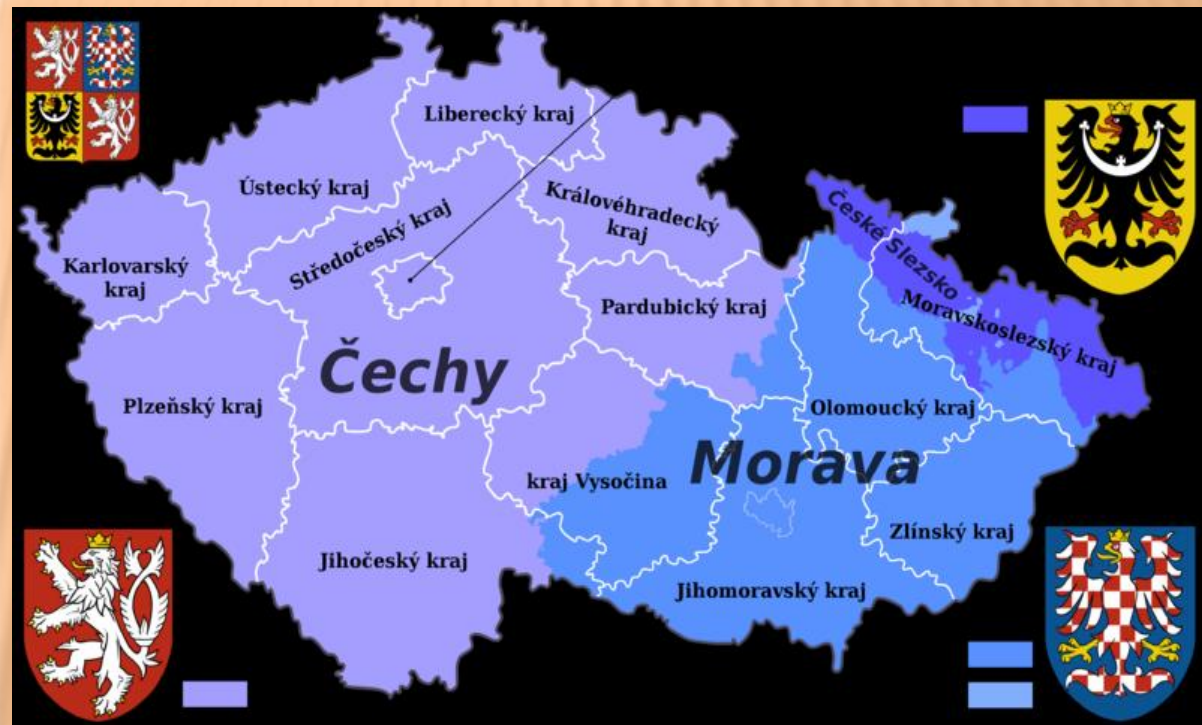 Liberecký kraj
Ústecký kraj
Královéhradecký
kraj
Středočeský kraj
Karlovarský
kraj
Pardubický kraj
České Slezsko
Moravskoslezský kraj
Čechy
Plzeňský kraj
Olomoucký kraj
Morava
kraj Vysočina
Zlínský kraj
Jihočeský kraj
Jihomoravský kraj